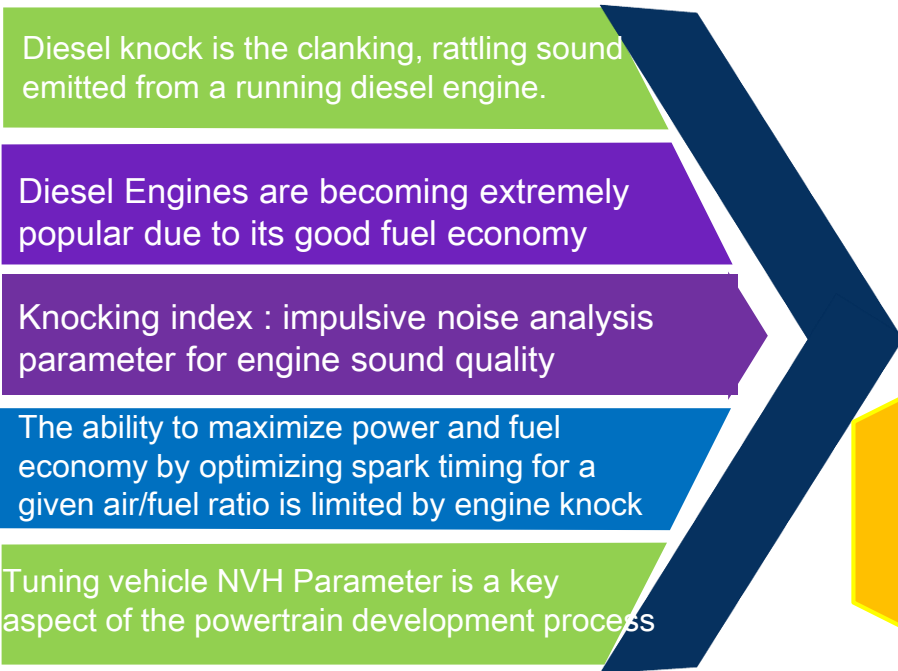 Diesel knock is the clanking, rattling sound
emitted from a running diesel engine.
Diesel Engines are becoming extremely
popular due to its good fuel economy
Knocking index : impulsive noise analysis
parameter for engine sound quality
The ability to maximize power and fuel
economy by optimizing spark timing for a
given air/fuel ratio is limited by engine knock
Tuning vehicle NVH Parameter is a key
aspect of the powertrain development process